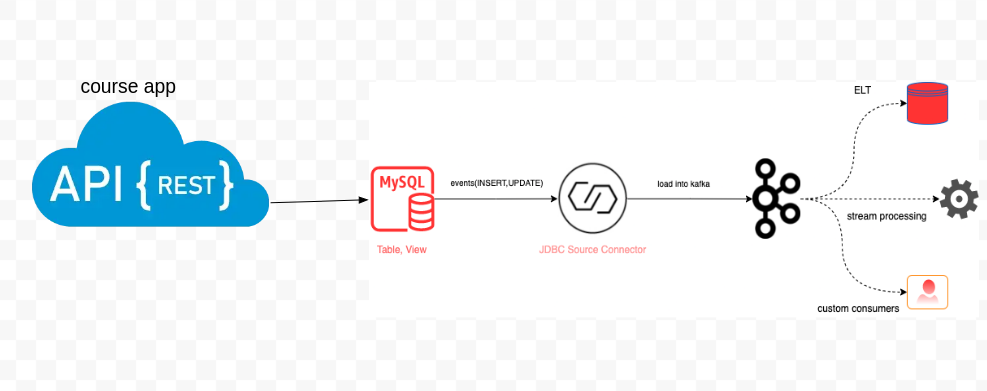 course app
API { REST }
MySQL
Table, View
events(INSERT,UPDATE)
JDBC Source Connector
load into kafka
ELT
stream processing
custom consumers